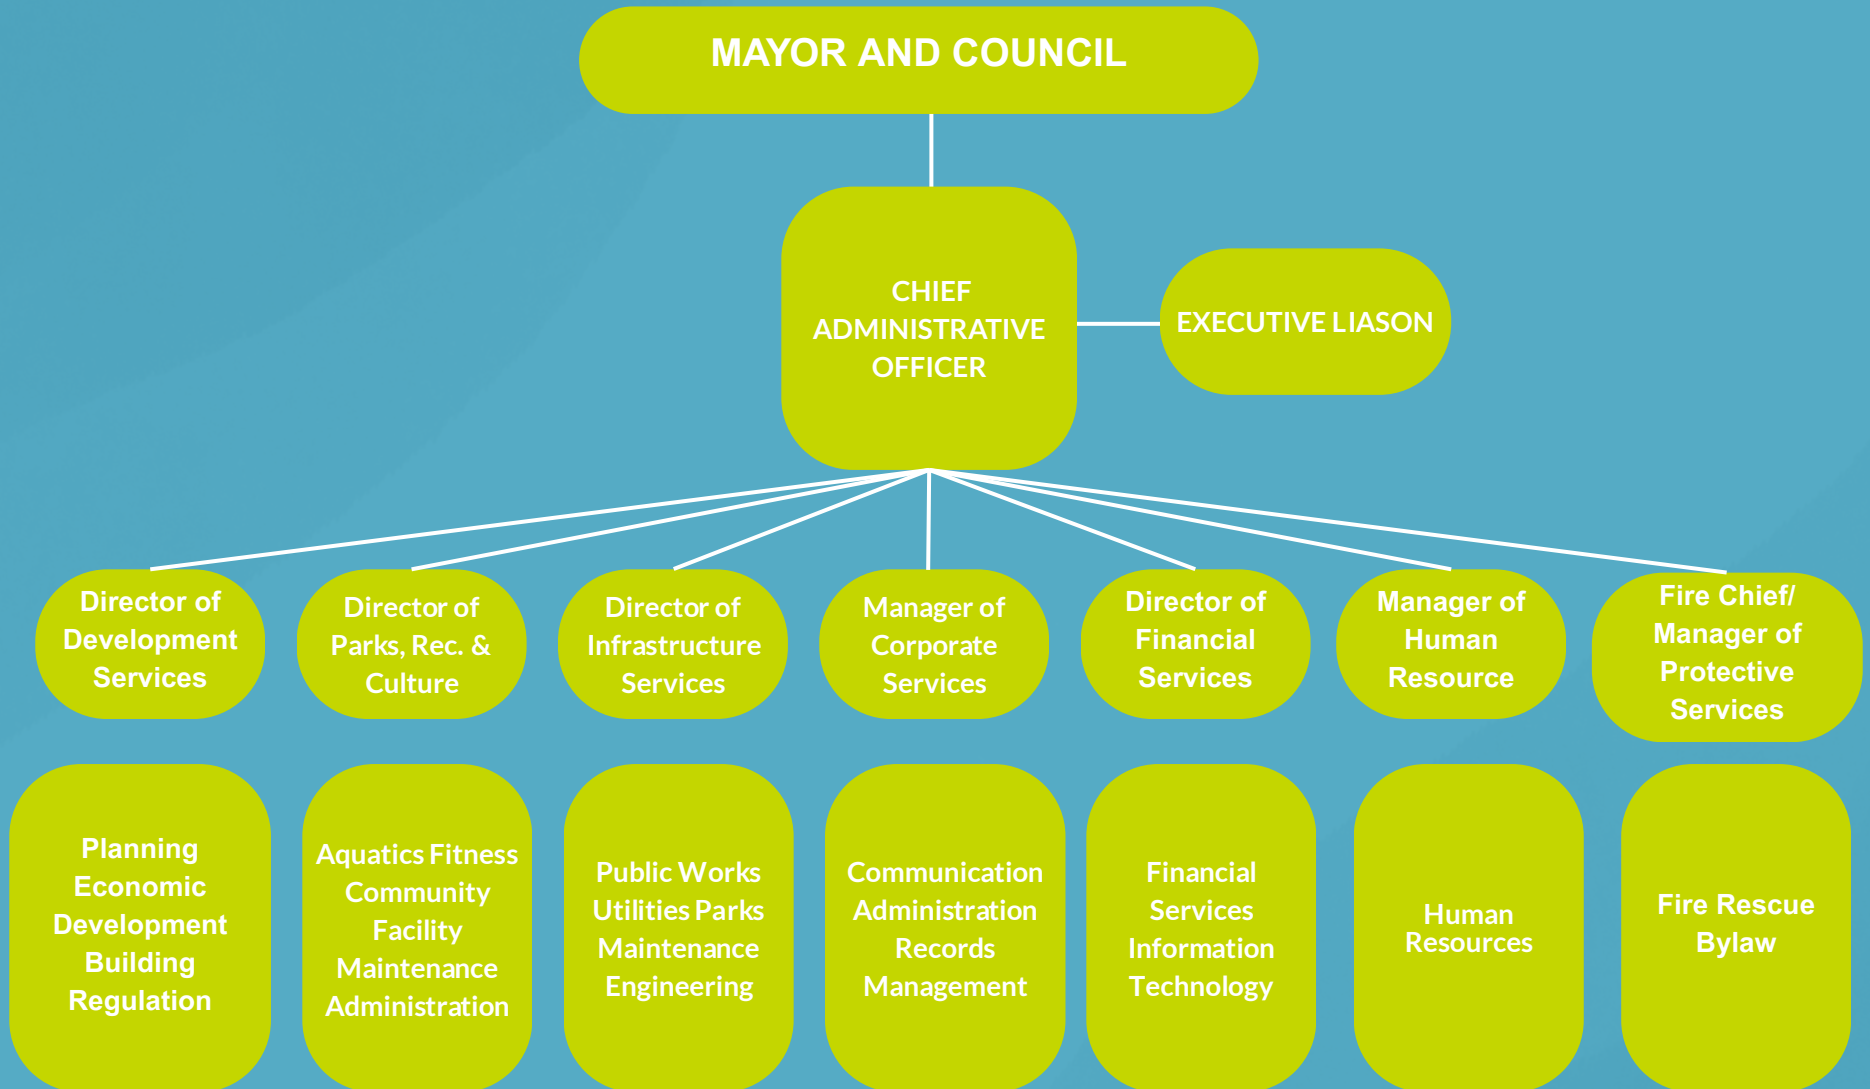 MAYOR AND COUNCIL
CHIEF
ADMINISTRATIVE
OFFICER
EXECUTIVE LIASON
Director of
Development
Services
Director of
Parks, Rec. &
Culture
Director of
Infrastructure
Services
Manager of
Corporate
Services
Director of
Financial
Services
Manager of
Human
Resource
Fire Chief/
Manager of
Protective
Services
Planning
Economic
Development
Building
Regulation
Aquatics Fitness
Community
Facility
Maintenance
Administration
Public Works
Utilities Parks
Maintenance
Engineering
Communication
Administration
Records
Management
Financial
Services
Information
Technology
Human
Resources
Fire Rescue
Bylaw